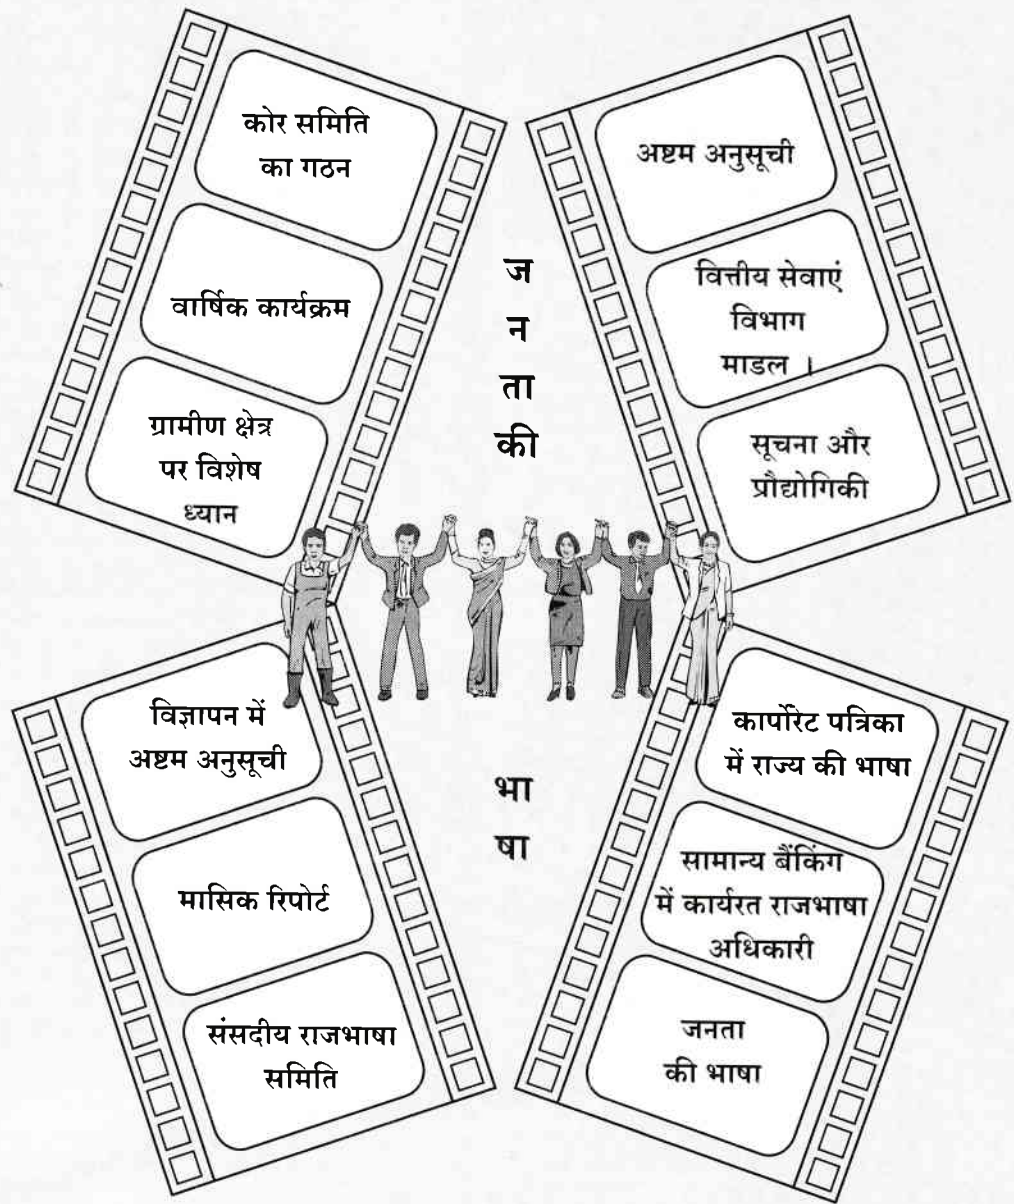 कोर समिति
का गठन
वार्षिक कार्यक्रम
ग्रामीण क्षेत्र
पर विशेष
ध्यान
अष्टम अनुसूची
वित्तीय सेवाएं
विभाग
माडल ।
सूचना और
प्रौद्योगिकी
ज
न
ता
की
भा
षा
विज्ञापन में
अष्टम अनुसूची
मासिक रिपोर्ट
संसदीय राजभाषा
समिति
कार्पोरेट पत्रिका
में राज्य की भाषा
सामान्य बैंकिंग
में कार्यरत राजभाषा
अधिकारी
जनता
की भाषा